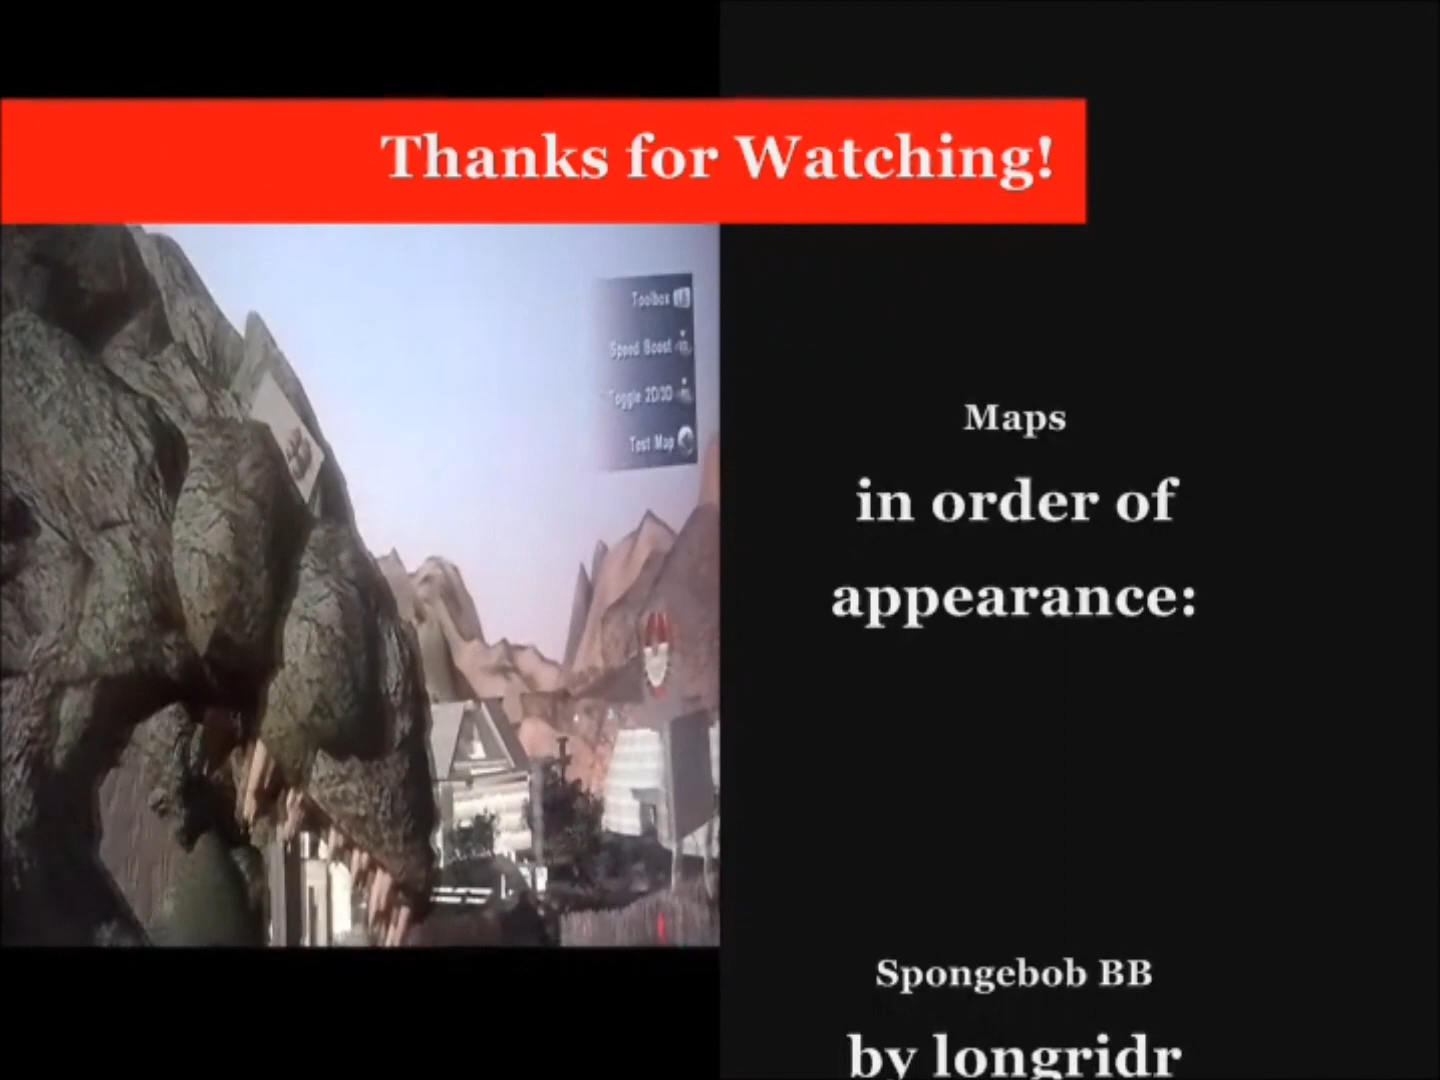 Thanks for Watching!
Toolbox
Speed Boost
Toggle 2D/3D
Test Map
Maps
in order of
appearance:
Spongebob BB
by longridr